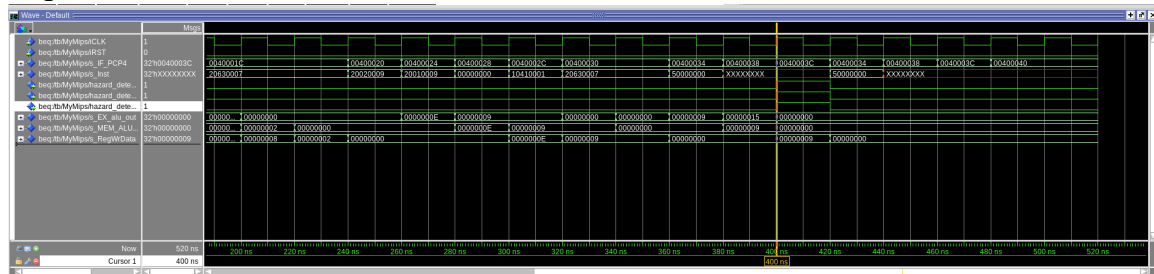 Wave - Default
Msgs
beq:/tb/MyMips/iCLK 1
beq:/tb/MyMips/iRST 0
beq:/tb/MyMips/s_IF_PCP4 32'h0040003C 0040001C 00400020 00400024 00400028 0040002C 00400030 00400034 00400038 0040003C 00400034 00400038 0040003C 00400040
beq:/tb/MyMips/s_Inst 32'hXXXXXXXX 20630007 20020009 20010009 00000000 10410001 20630007 50000000 XXXXXXXX 50000000 XXXXXXXX
beq:/tb/MyMips/hazard_dete... 1
beq:/tb/MyMips/hazard_dete... 1
beq:/tb/MyMips/hazard_dete... 1
beq:/tb/MyMips/s_EX_alu_out 32'h00000000 00000... 00000000 0000000E 00000009 00000000 00000000 00000009 00000015 00000000
beq:/tb/MyMips/s_MEM_ALU... 32'h00000000 00000... 00000002 00000000 0000000E 00000009 00000000 00000009 00000000
beq:/tb/MyMips/s_RegWrData 32'h00000009 00000... 00000008 00000002 00000000 0000000E 00000009 00000000 00000009 00000000
Now 520 ns 200 ns 220 ns 240 ns 260 ns 280 ns 300 ns 320 ns 340 ns 360 ns 380 ns 400 ns 420 ns 440 ns 460 ns 480 ns 500 ns 520 ns
Cursor 1 400 ns 400 ns